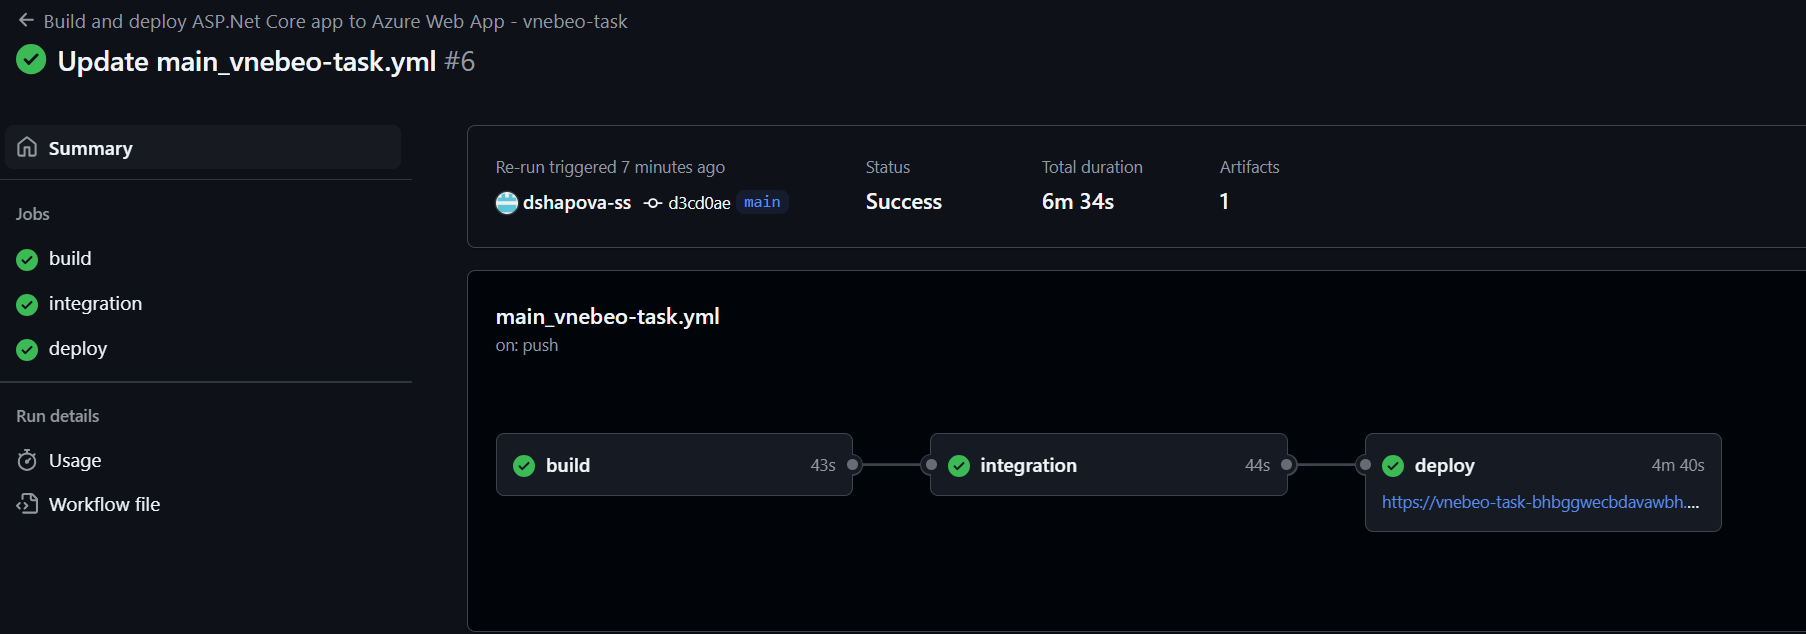 Build and deploy ASP.Net Core app to Azure Web App - vnebeo-task
Update main_vnebeo-task.yml #6
Summary
Jobs
build
integration
deploy
Run details
Usage
Workflow file
Re-run triggered 7 minutes ago
dshapova-ss d3cd0ae main
Status
Success
Total duration
6m 34s
Artifacts
1
main_vnebeo-task.yml
on: push
build 43s
integration 44s
deploy 4m 40s
https://vnebeo-task-bhbggwecbdavawbh....